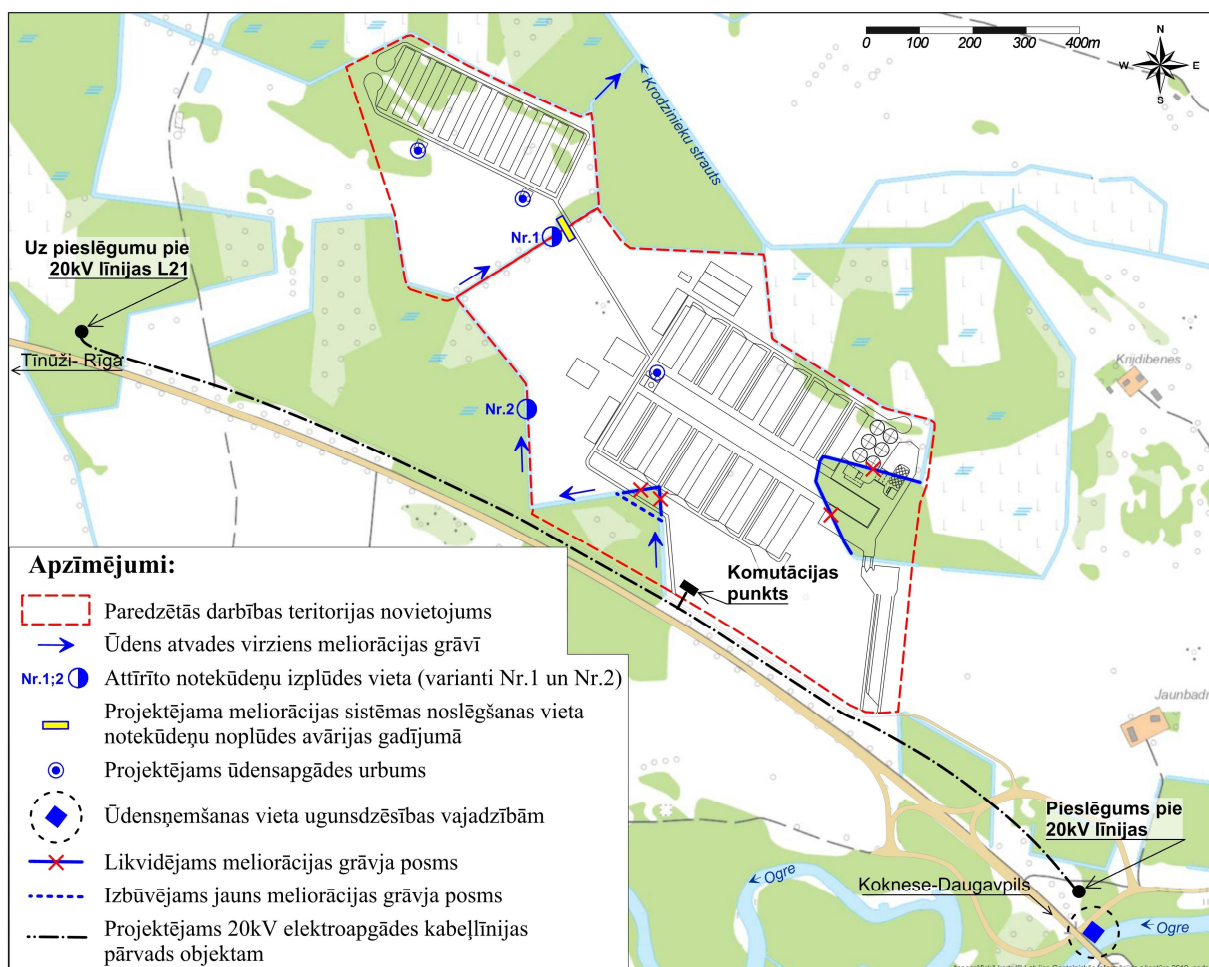 0 100 200 300 400m
N
W E
S
Krodzinieku strauts
Nr.1
Uz pieslēgumu pie
20kV līnijas L21
Tīnūži- Rīga
Krijdibenes
Nr.2
Komutācijas
punkts
Jaunbadr
Pieslēgums pie
20kV līnijas
Koknese-Daugavpils
Ogre
Ogre
Apzīmējumi:
Paredzētās darbības teritorijas novietojums
Ūdens atvades virziens meliorācijas grāvī
Nr.1;2 Attīrīto notekūdeņu izplūdes vieta (varianti Nr.1 un Nr.2)
Projektējama meliorācijas sistēmas noslēgšanas vieta
notekūdeņu noplūdes avārijas gadījumā
Projektējams ūdensapgādes urbums
Ūdensņemšanas vieta ugunsdzēsības vajadzībām
Likvidējams meliorācijas grāvja posms
Izbūvējams jauns meliorācijas grāvja posms
Projektējams 20kV elektroapgādes kabeļlīnijas
pārvads objektam